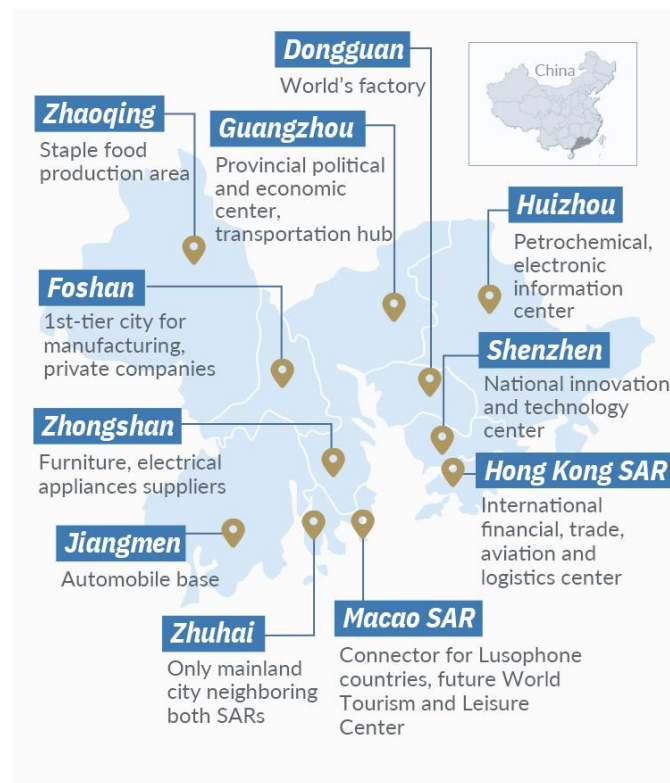 Dongguan
World's factory
China
Zhaoqing
Staple food
production area
Guangzhou
Provincial political
and economic
center,
transportation hub
Huizhou
Petrochemical,
electronic
information
center
Foshan
1st-tier city for
manufacturing,
private companies
Shenzhen
National innovation
and technology
center
Zhongshan
Furniture, electrical
appliances suppliers
Hong Kong SAR
International
financial, trade,
aviation and
logistics center
Jiangmen
Automobile base
Zhuhai
Only mainland
city neighboring
both SARs
Macao SAR
Connector for Lusophone
countries, future World
Tourism and Leisure
Center